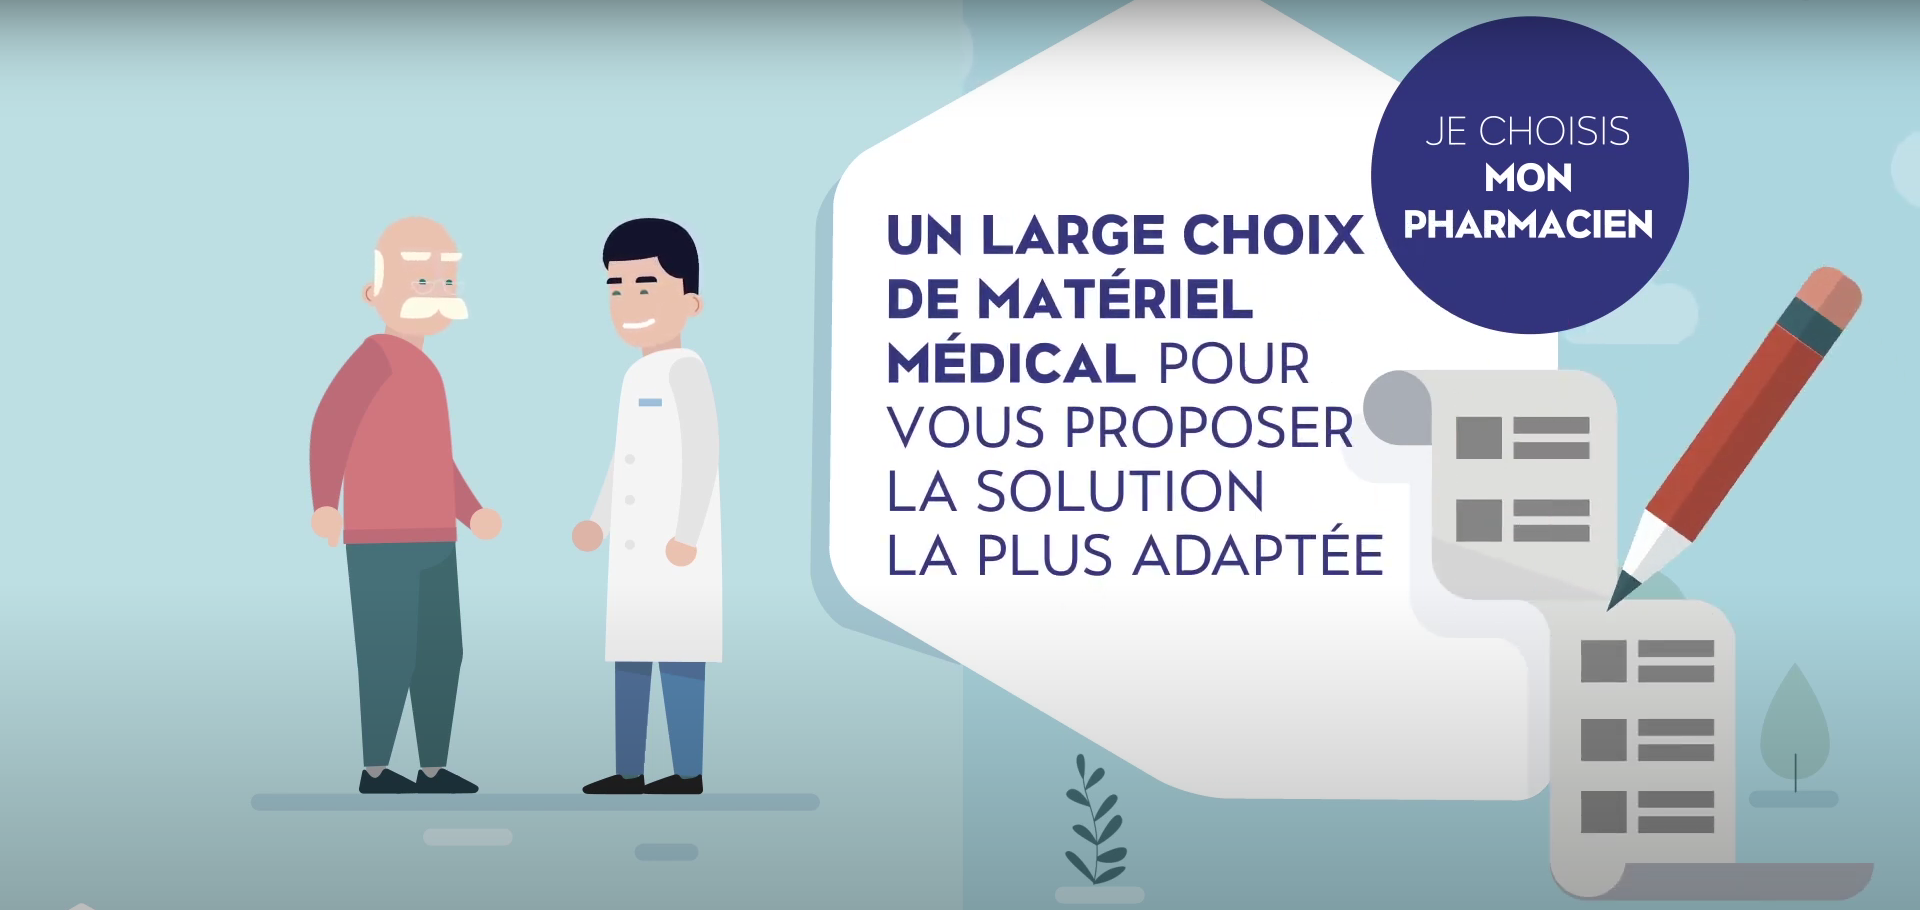 JE CHOISIS
MON
PHARMACIEN
UN LARGE CHOIX
DE MATÉRIEL
MÉDICAL POUR
VOUS PROPOSER
LA SOLUTION
LA PLUS ADAPTÉE